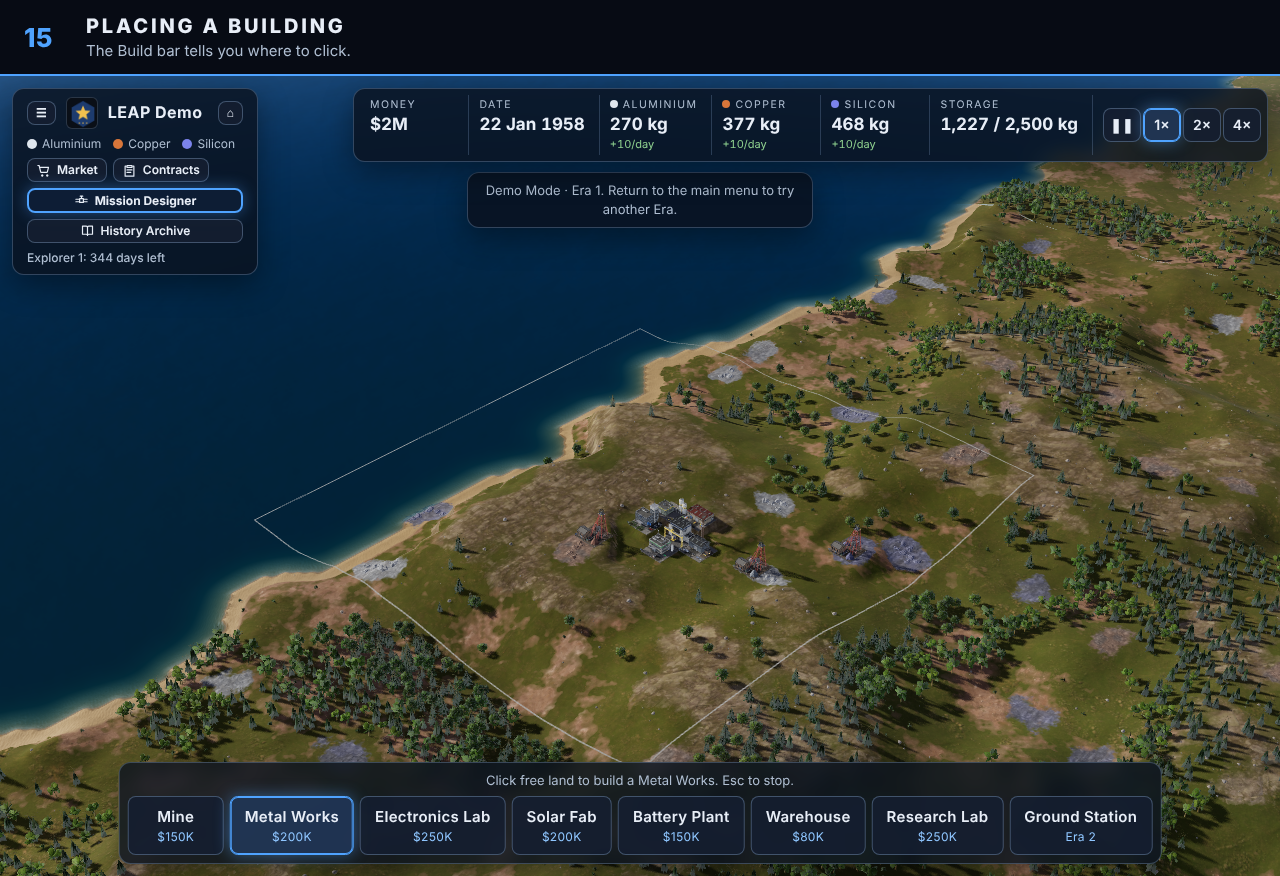 15
PLACING A BUILDING
The Build bar tells you where to click.
LEAP Demo
Aluminium Copper Silicon
Market Contracts
Mission Designer
History Archive
Explorer 1: 344 days left
MONEY
$2M
DATE
22 Jan 1958
ALUMINIUM
270 kg
+10/day
COPPER
377 kg
+10/day
SILICON
468 kg
+10/day
STORAGE
1,227 / 2,500 kg
1× 2× 4×
Demo Mode · Era 1. Return to the main menu to try
another Era.
Click free land to build a Metal Works. Esc to stop.
Mine
$150K
Metal Works
$200K
Electronics Lab
$250K
Solar Fab
$200K
Battery Plant
$150K
Warehouse
$80K
Research Lab
$250K
Ground Station
Era 2